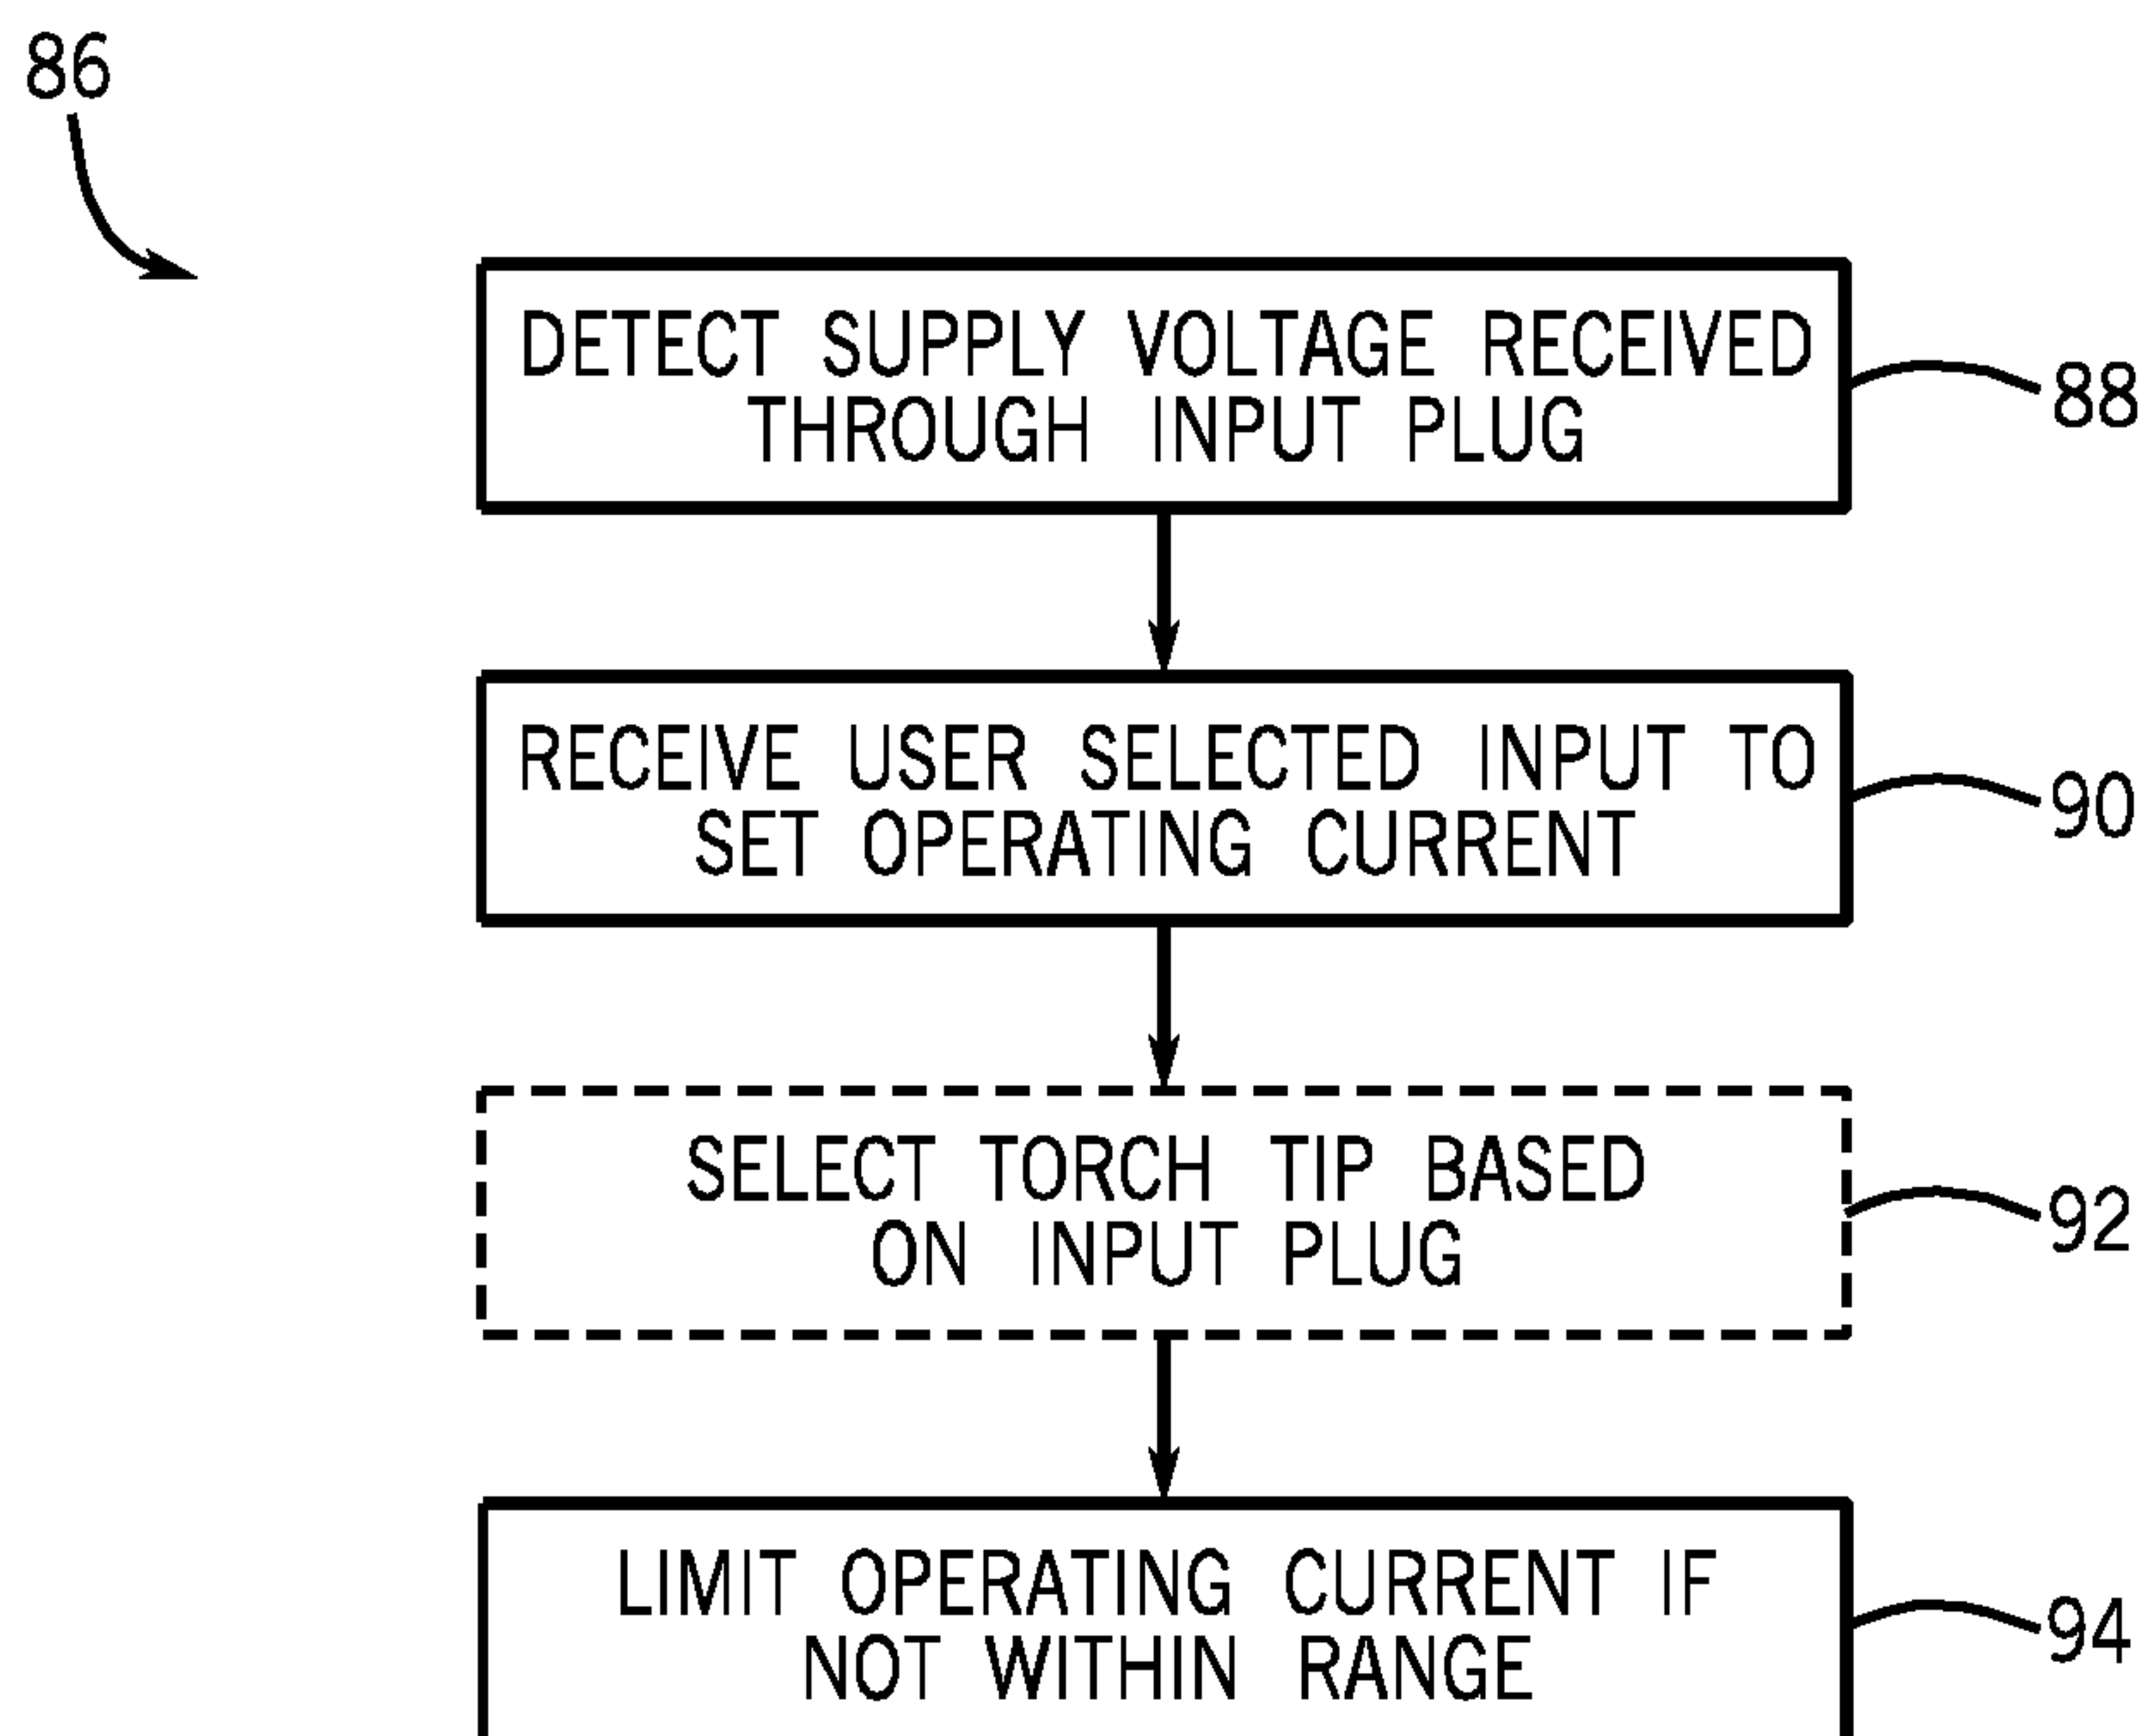 86
DETECT SUPPLY VOLTAGE RECEIVED
THROUGH INPUT PLUG
88
RECEIVE USER SELECTED INPUT TO
SET OPERATING CURRENT
90
SELECT TORCH TIP BASED
ON INPUT PLUG
92
LIMIT OPERATING CURRENT IF
NOT WITHIN RANGE
94